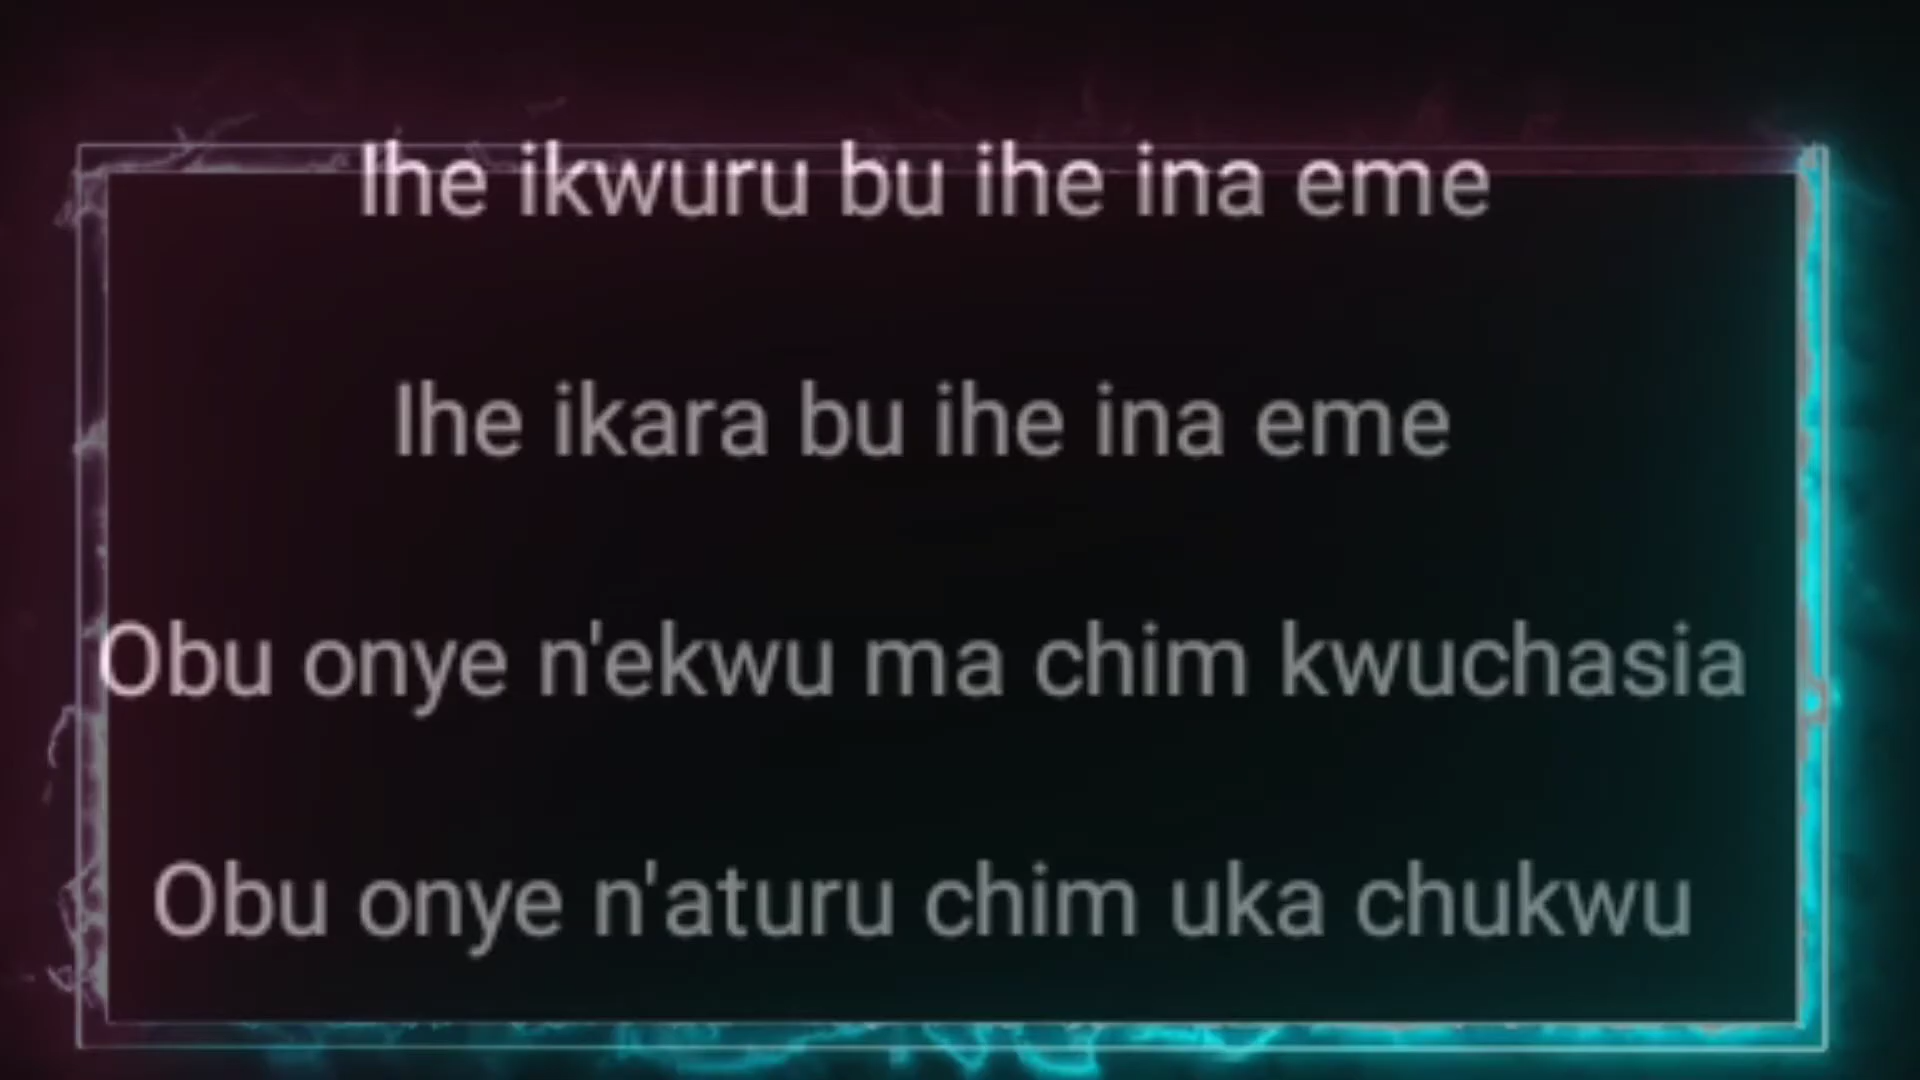 Ihe ikwuru bu ihe ina eme
Ihe ikara bu ihe ina eme
Obu onye n'ekwu ma chim kwuchasia
Obu onye n'aturu chim uka chukwu